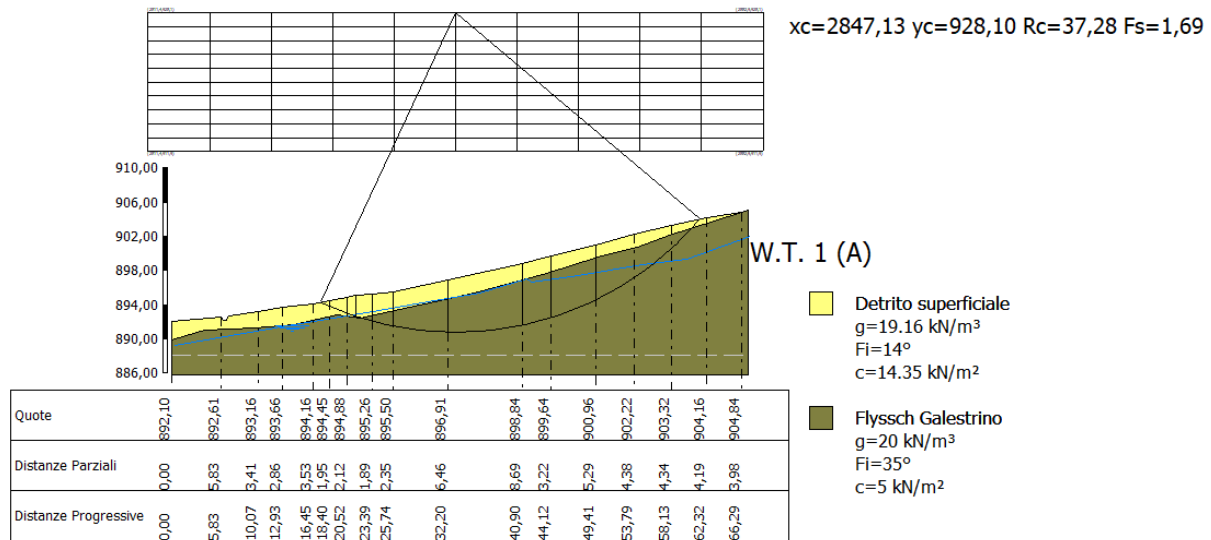 xc=2847,13 yc=928,10 Rc=37,28 Fs=1,69
910,00
906,00
902,00
898,00
894,00
890,00
886,00
W.T. 1 (A)
Detrito superficiale
g=19.16 kN/m³
Fi=14°
c=14.35 kN/m²
Flyssch Galestrino
g=20 kN/m³
Fi=35°
c=5 kN/m²
Quote 892,10 892,61 893,16 893,66 894,16 894,45 894,88 895,26 895,50 896,91 898,84 899,64 900,96 902,22 903,32 904,16 904,84
Distanze Parziali 0,00 5,83 3,41 2,86 3,53 1,95 2,12 1,89 2,35 6,46 8,69 3,22 5,29 4,38 4,34 4,19 3,98
Distanze Progressive 0,00 5,83 10,07 12,93 16,45 18,40 20,52 23,39 25,74 32,20 40,90 44,12 49,41 53,79 58,13 62,32 66,29